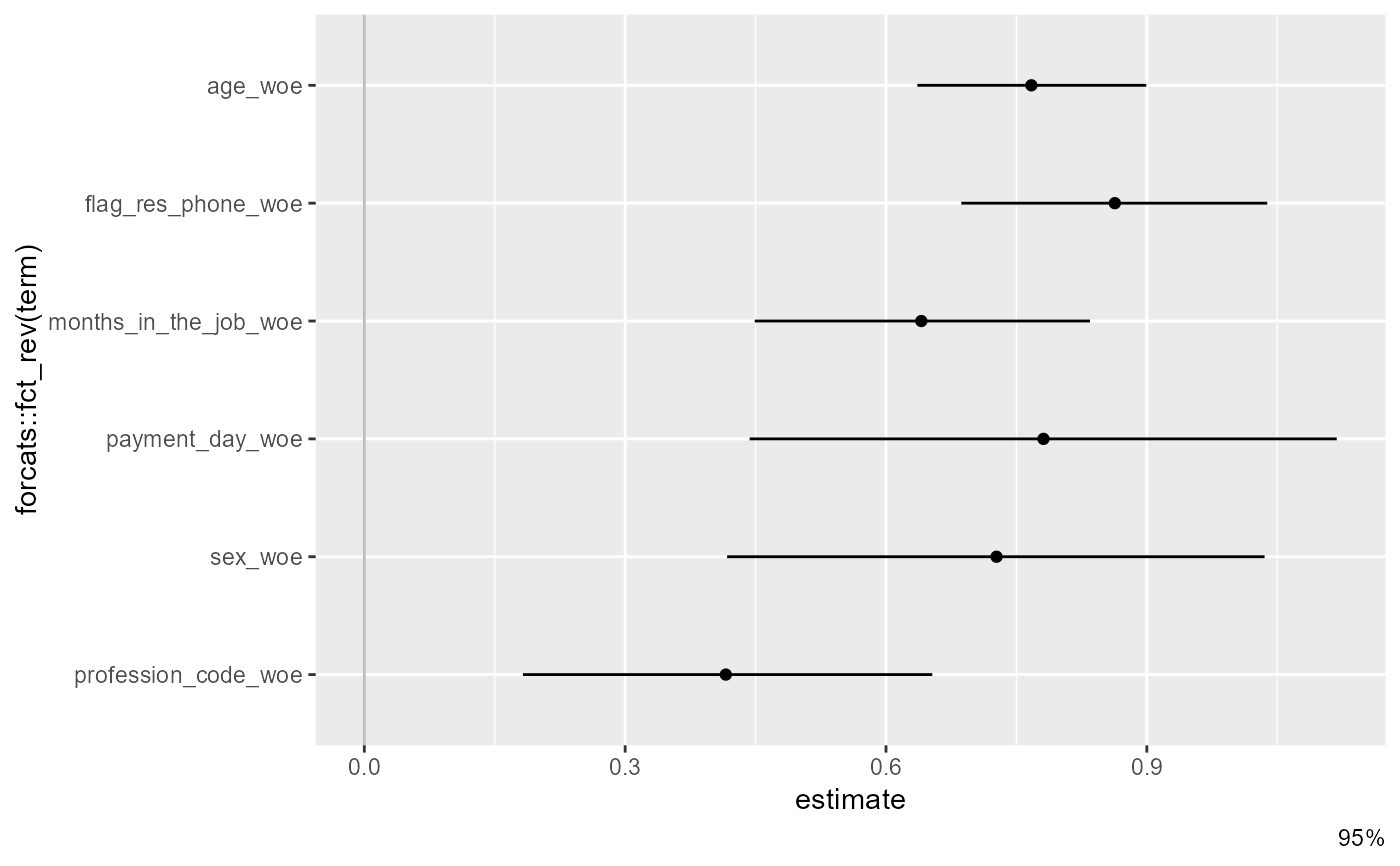 forcats::fct_rev(term)
age_woe
flag_res_phone_woe
months_in_the_job_woe
payment_day_woe
sex_woe
profession_code_woe
0.0 0.3 0.6 0.9
estimate
95%